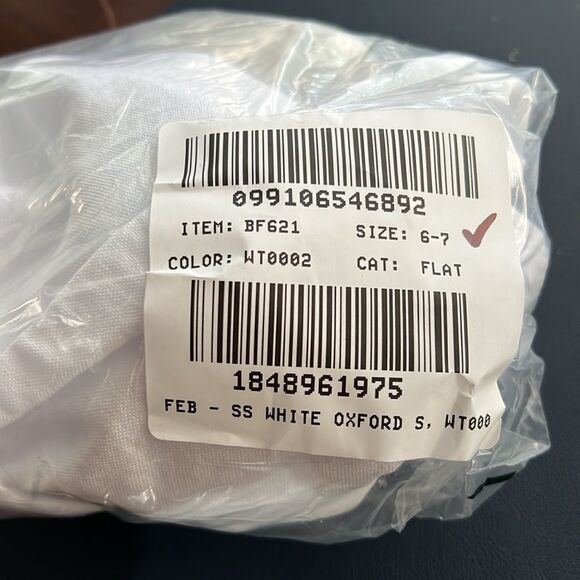 099106546892
ITEM: BF621 SIZE: 6-7
COLOR: WT0002 CAT: FLAT
1848961975
FEB - SS WHITE OXFORD S, WT000